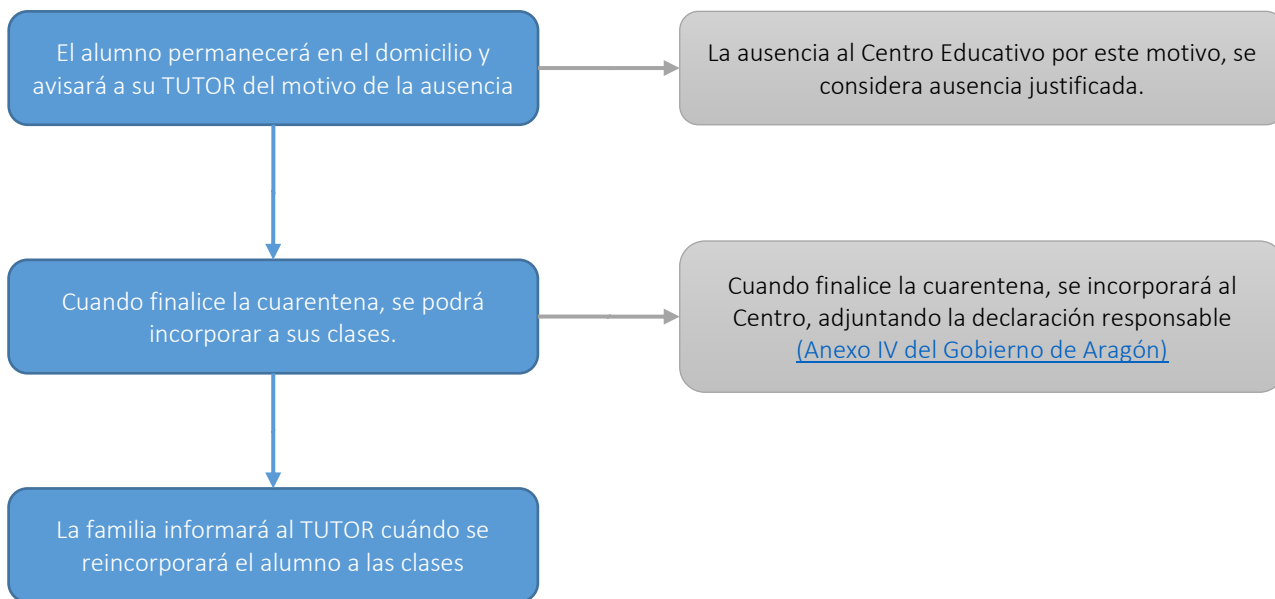 El alumno permanecerá en el domicilio y
avisará a su TUTOR del motivo de la ausencia
La ausencia al Centro Educativo por este motivo, se
considera ausencia justificada.
Cuando finalice la cuarentena, se podrá
incorporar a sus clases.
Cuando finalice la cuarentena, se incorporará al
Centro, adjuntando la declaración responsable
(Anexo IV del Gobierno de Aragón)
La familia informará al TUTOR cuándo se
reincorporará el alumno a las clases